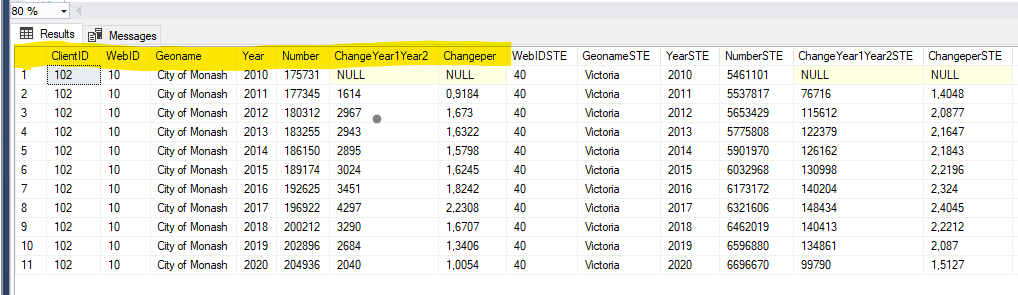 80 %
Results Messages
ClientID WebID Geoname Year Number ChangeYear1Year2 Changeper WebIDSTE GeonameSTE YearSTE NumberSTE ChangeYear1Year2STE ChangeperSTE
1 102 10 City of Monash 2010 175731 NULL NULL 40 Victoria 2010 5461101 NULL NULL
2 102 10 City of Monash 2011 177345 1614 0,9184 40 Victoria 2011 5537817 76716 1,4048
3 102 10 City of Monash 2012 180312 2967 1,673 40 Victoria 2012 5653429 115612 2,0877
4 102 10 City of Monash 2013 183255 2943 1,6322 40 Victoria 2013 5775808 122379 2,1647
5 102 10 City of Monash 2014 186150 2895 1,5798 40 Victoria 2014 5901970 126162 2,1843
6 102 10 City of Monash 2015 189174 3024 1,6245 40 Victoria 2015 6032968 130998 2,2196
7 102 10 City of Monash 2016 192625 3451 1,8242 40 Victoria 2016 6173172 140204 2,324
8 102 10 City of Monash 2017 196922 4297 2,2308 40 Victoria 2017 6321606 148434 2,4045
9 102 10 City of Monash 2018 200212 3290 1,6707 40 Victoria 2018 6462019 140413 2,2212
10 102 10 City of Monash 2019 202896 2684 1,3406 40 Victoria 2019 6596880 134861 2,087
11 102 10 City of Monash 2020 204936 2040 1,0054 40 Victoria 2020 6696670 99790 1,5127